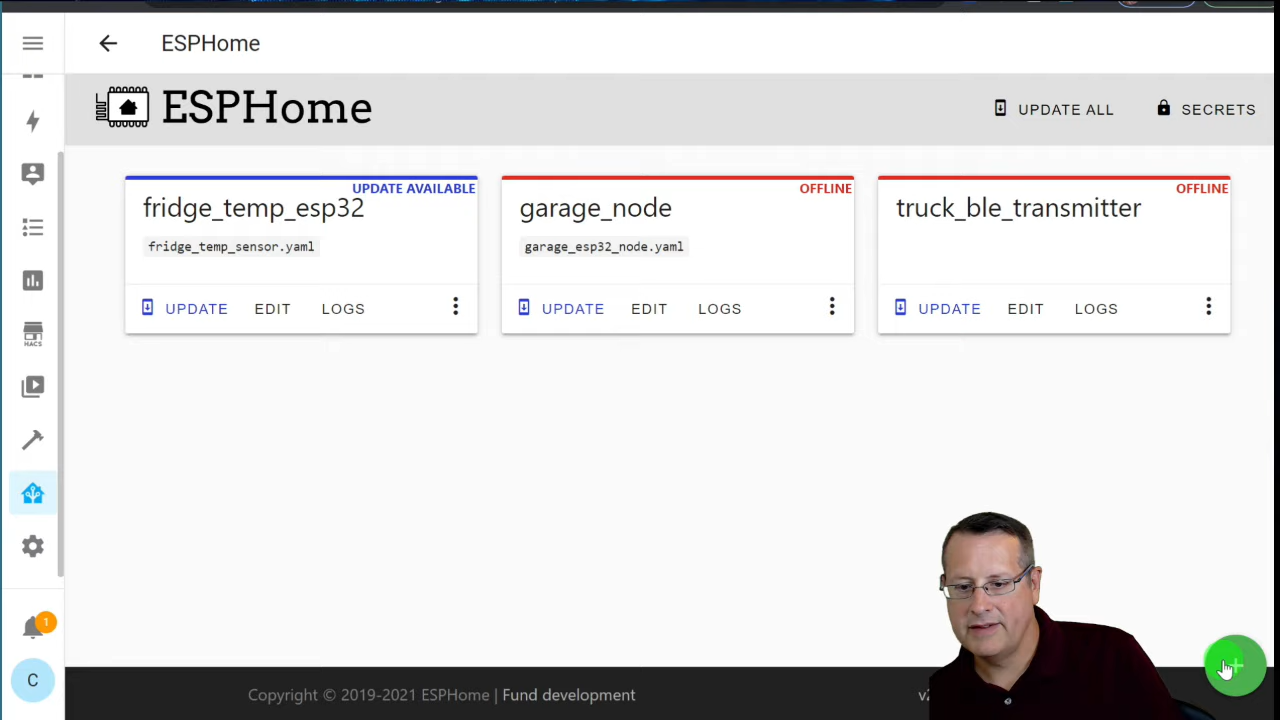 ESPHome
ESPHome
UPDATE ALL
SECRETS
UPDATE AVAILABLE
fridge_temp_esp32
fridge_temp_sensor.yaml
UPDATE
EDIT
LOGS
OFFLINE
garage_node
garage_esp32_node.yaml
UPDATE
EDIT
LOGS
OFFLINE
truck_ble_transmitter
UPDATE
EDIT
LOGS
HACS
1
C
Copyright © 2019-2021 ESPHome | Fund development